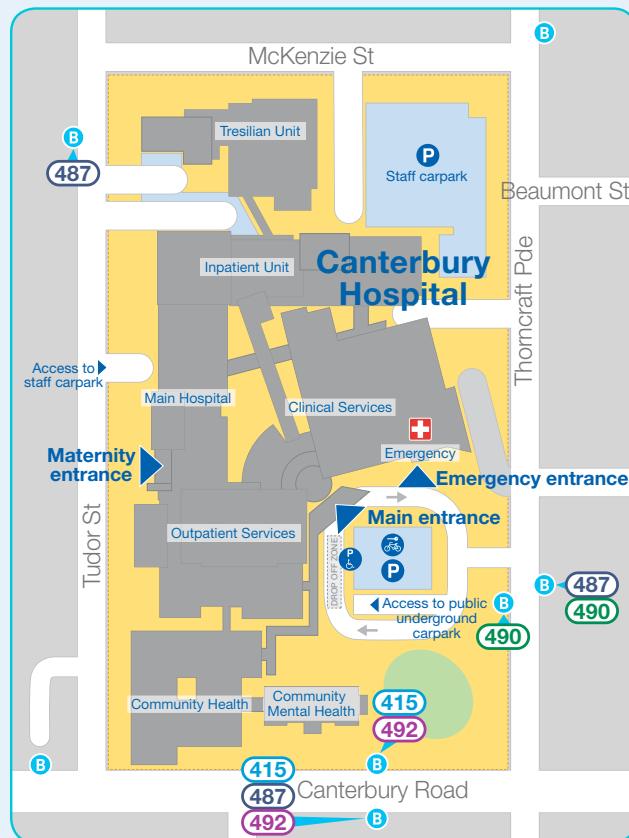 B
McKenzie St
Tresilian Unit
B
487
P
Staff carpark
Beaumont St
Inpatient Unit
Canterbury
Hospital
Thorncraft Pde
Access to
staff carpark
Main Hospital
Clinical Services
Maternity
entrance
Emergency
Emergency entrance
Main entrance
Tudor St
Outpatient Services
DROP OFF ZONE
P
P
Access to public
underground
carpark
B
487
490
B
490
Community Health
Community
Mental Health
415
492
B
B
415
487
492
Canterbury Road
B